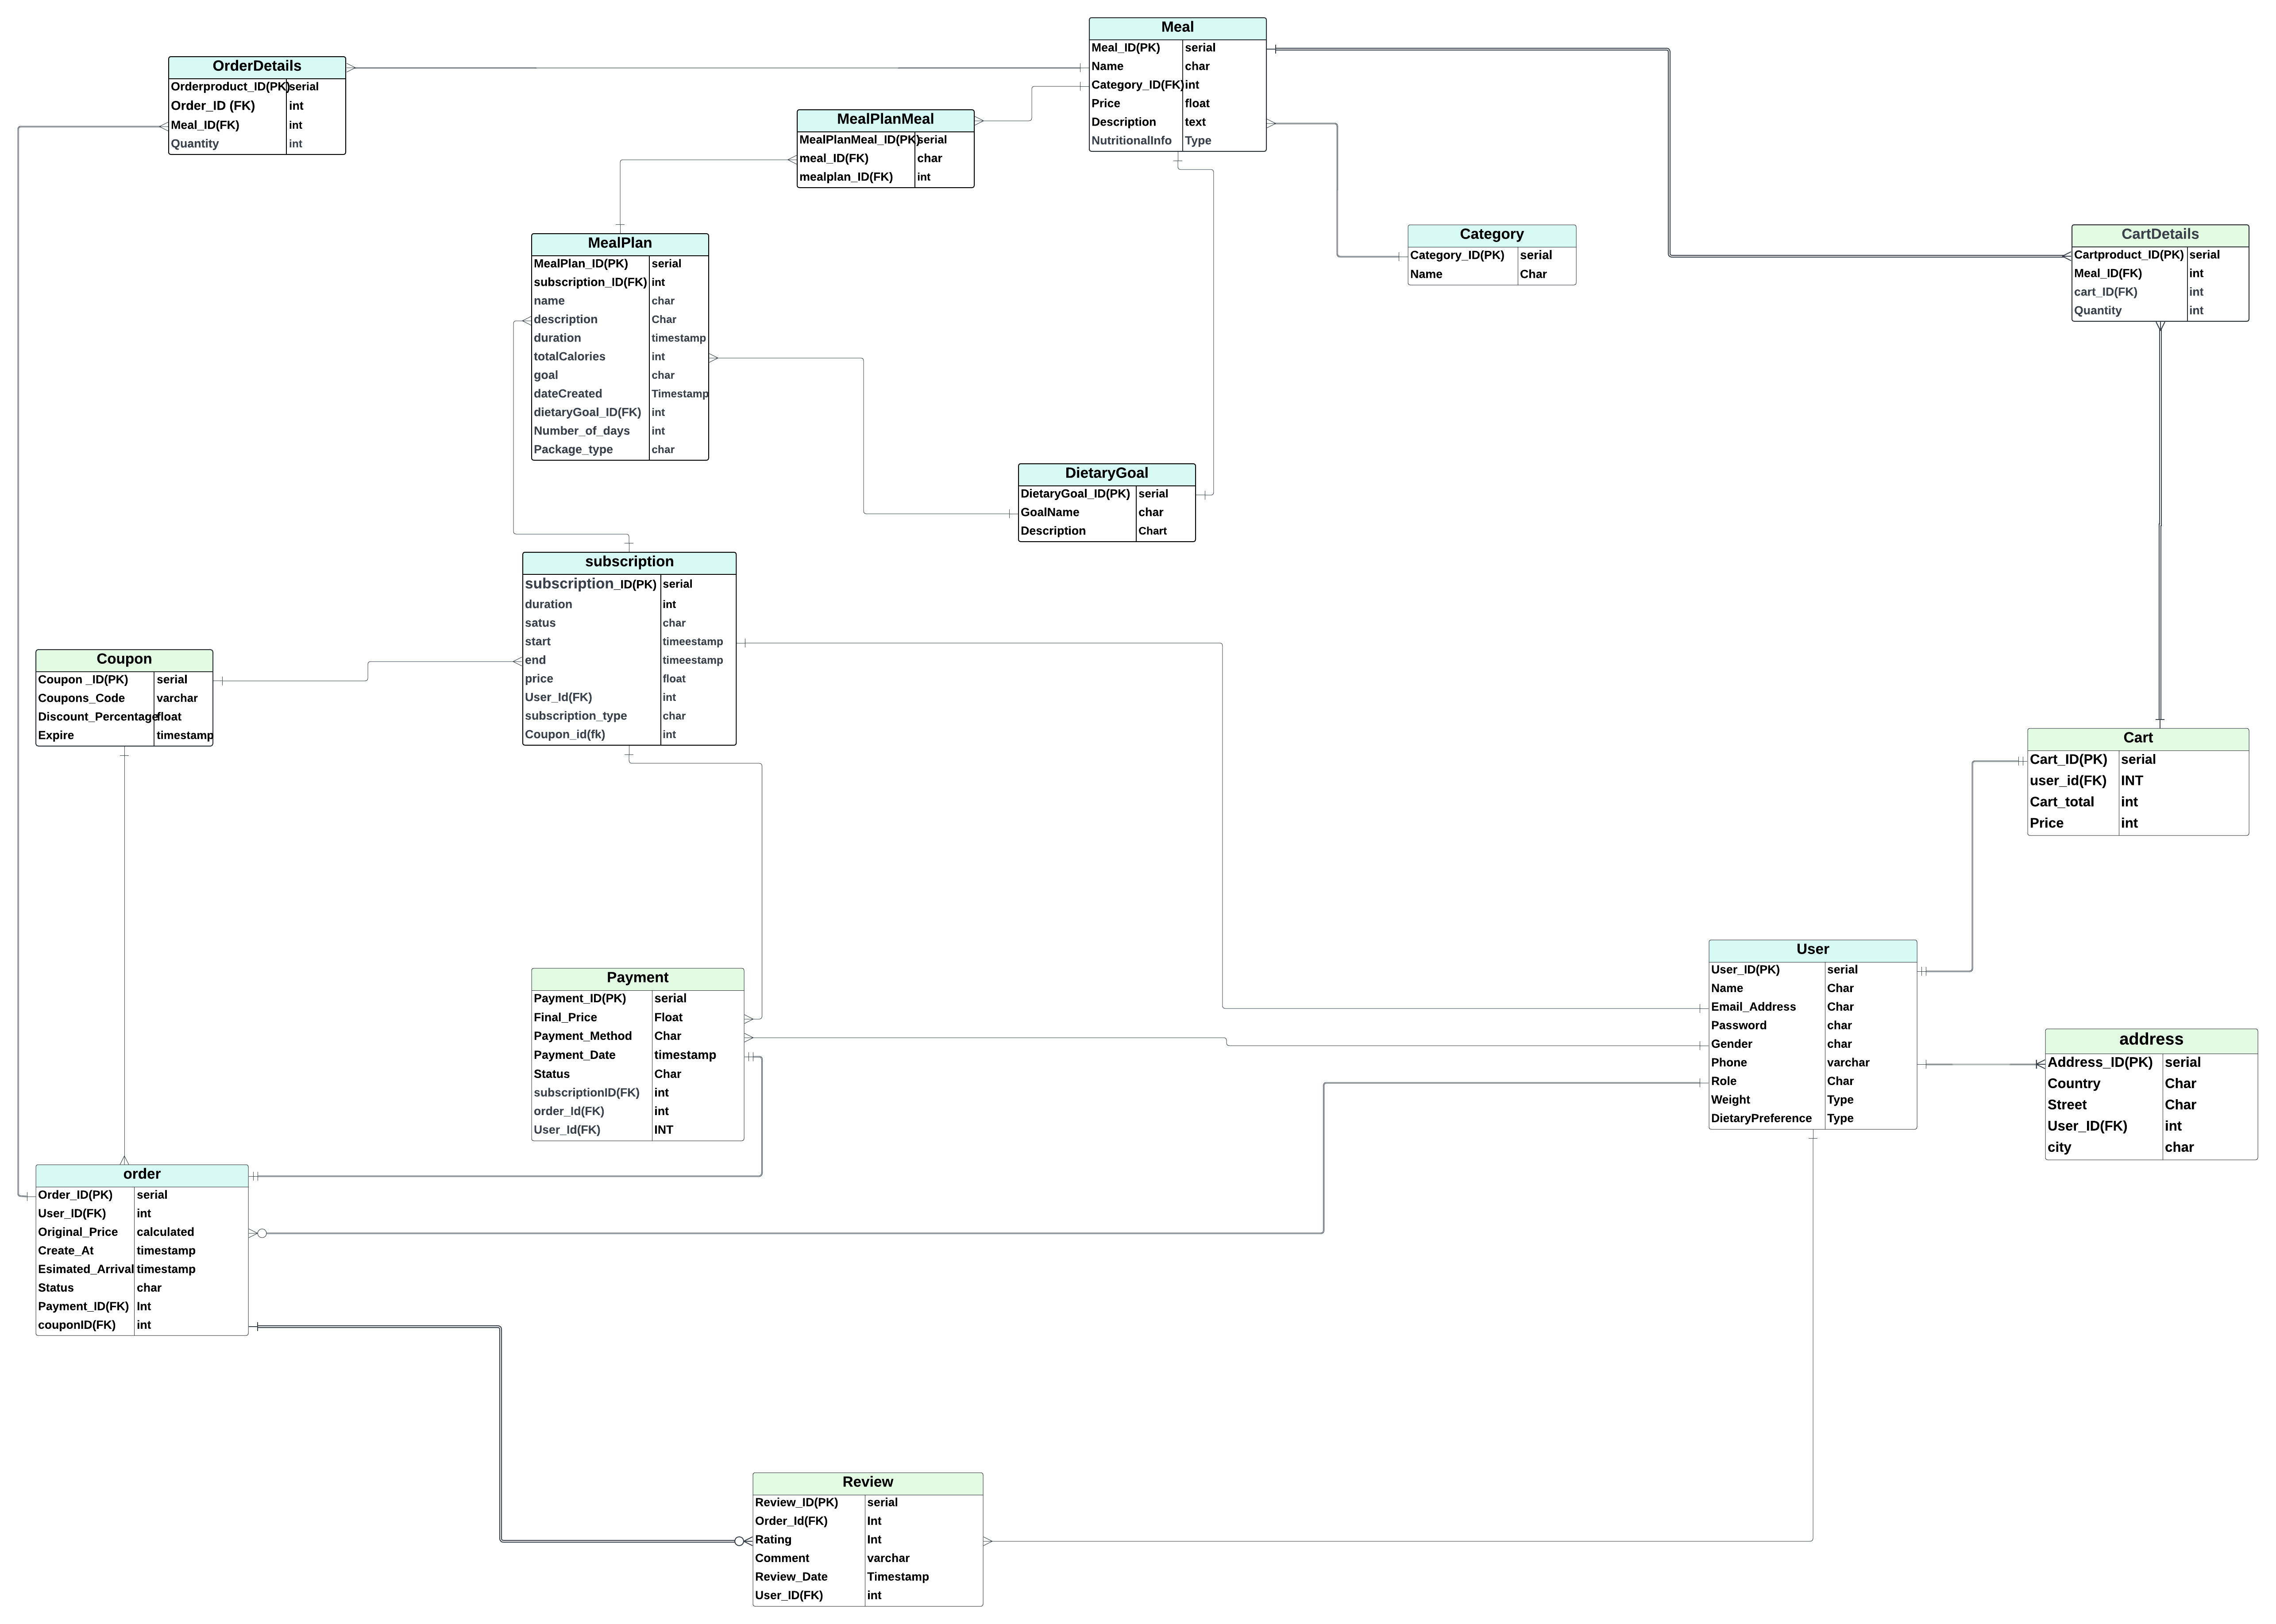 Meal
Meal_ID(PK) serial
Name char
Category_ID(FK) int
Price float
Description text
NutritionalInfo Type
OrderDetails
Orderproduct_ID(PK) serial
Order_ID (FK) int
Meal_ID(FK) int
Quantity int
MealPlanMeal
MealPlanMeal_ID(PK) serial
meal_ID(FK) char
mealplan_ID(FK) int
MealPlan
MealPlan_ID(PK) serial
subscription_ID(FK) int
name char
description Char
duration timestamp
totalCalories int
goal char
dateCreated Timestamp
dietaryGoal_ID(FK) int
Number_of_days int
Package_type char
Category
Category_ID(PK) serial
Name Char
CartDetails
Cartproduct_ID(PK) serial
Meal_ID(FK) int
cart_ID(FK) int
Quantity int
DietaryGoal
DietaryGoal_ID(PK) serial
GoalName char
Description Chart
subscription
subscription_ID(PK) serial
duration int
satus char
start timeestamp
end timeestamp
price float
User_Id(FK) int
subscription_type char
Coupon_id(fk) int
Coupon
Coupon _ID(PK) serial
Coupons_Code varchar
Discount_Percentage float
Expire timestamp
Cart
Cart_ID(PK) serial
user_id(FK) INT
Cart_total int
Price int
User
User_ID(PK) serial
Name Char
Email_Address Char
Password char
Gender char
Phone varchar
Role Char
Weight Type
DietaryPreference Type
Payment
Payment_ID(PK) serial
Final_Price Float
Payment_Method Char
Payment_Date timestamp
Status Char
subscriptionID(FK) int
order_Id(FK) int
User_Id(FK) INT
address
Address_ID(PK) serial
Country Char
Street Char
User_ID(FK) int
city char
order
Order_ID(PK) serial
User_ID(FK) int
Original_Price calculated
Create_At timestamp
Esimated_Arrival timestamp
Status char
Payment_ID(FK) Int
couponID(FK) int
Review
Review_ID(PK) serial
Order_Id(FK) Int
Rating Int
Comment varchar
Review_Date Timestamp
User_ID(FK) int